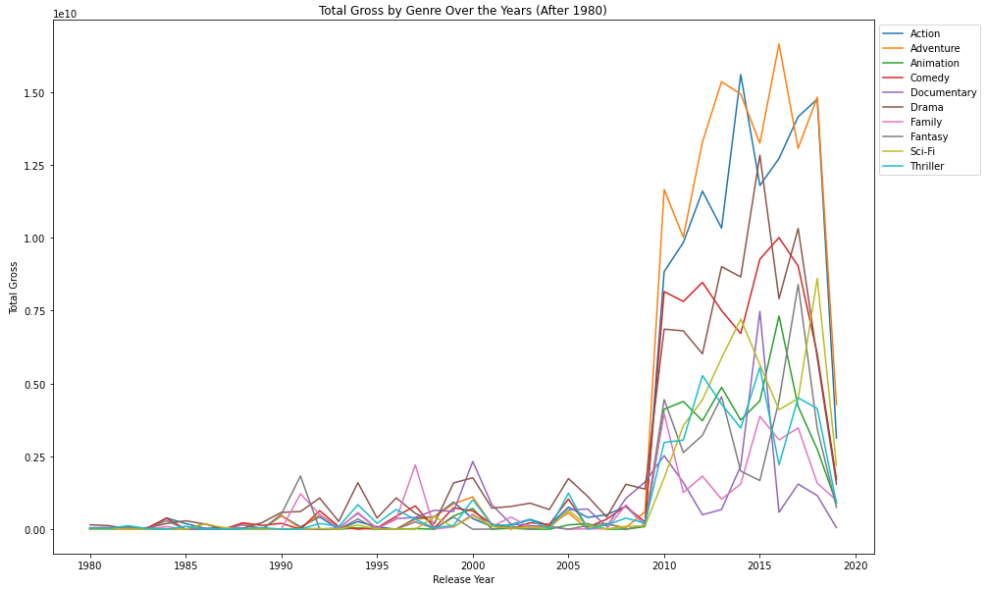 Total Gross by Genre Over the Years (After 1980)
1e10
Total Gross
1.50
1.25
1.00
0.75
0.50
0.25
0.00
1980 1985 1990 1995 2000 2005 2010 2015 2020
Release Year
Action
Adventure
Animation
Comedy
Documentary
Drama
Family
Fantasy
Sci-Fi
Thriller